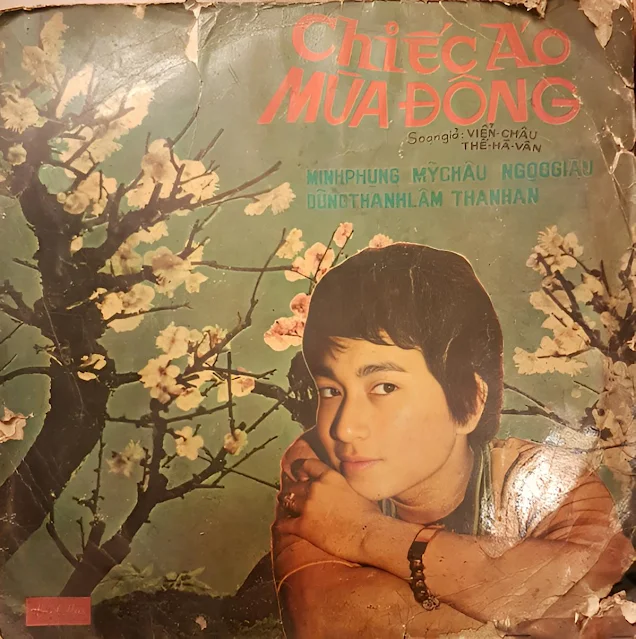 CHIẾC ÁO
MÙA ĐÔNG
Soạn giả: VIỄN-CHÂU
THẾ-HÀ-VÂN
MINHPHỤNG MỸCHÂU NGỌCGIÀU
DŨNGTHANHLÂM THANHAN